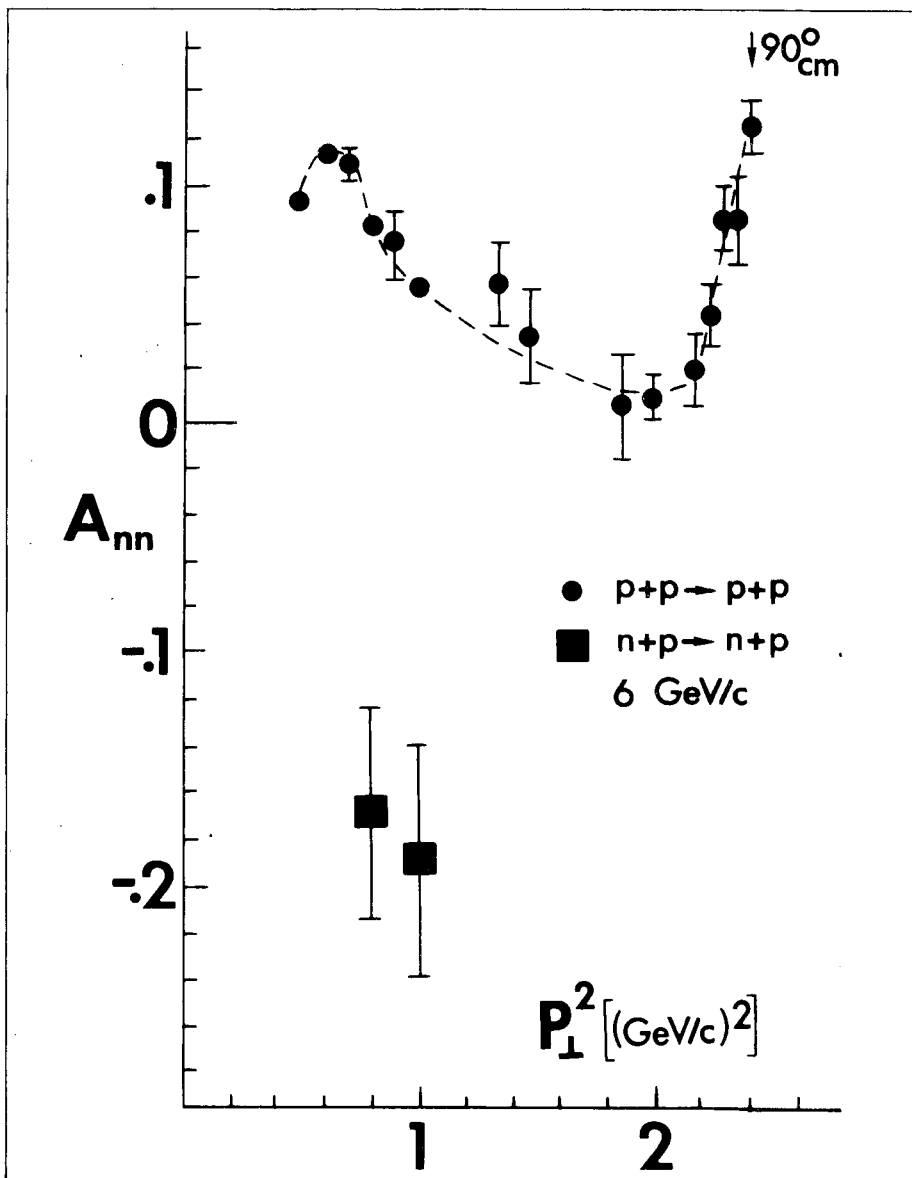 ↓90°cm
.1
0
Ann
-.1
-.2
● p+p → p+p
■ n+p → n+p
6 GeV/c
P⊥² [(GeV/c)²]
1 2